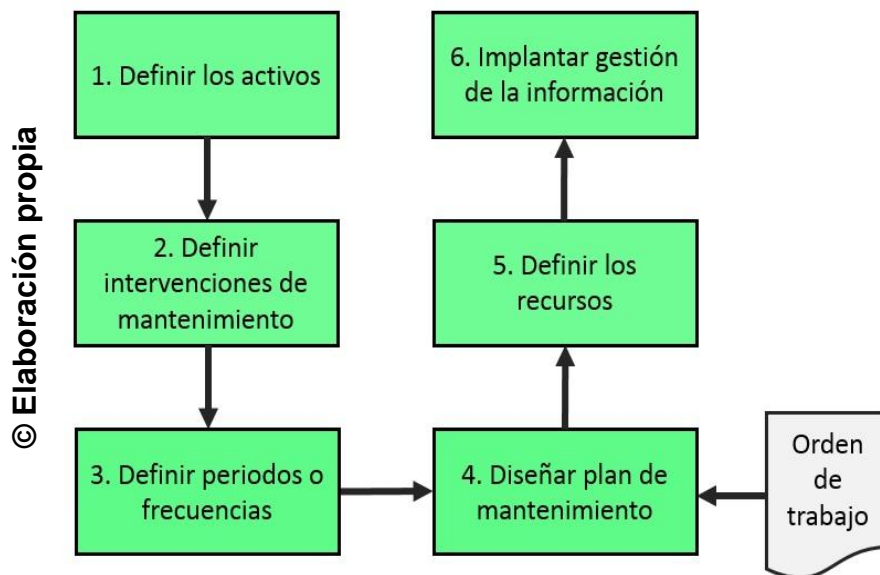 © Elaboración propia
1. Definir los activos
2. Definir
intervenciones de
mantenimiento
3. Definir periodos o
frecuencias
4. Diseñar plan de
mantenimiento
5. Definir los
recursos
6. Implantar gestión
de la información
Orden
de
trabajo